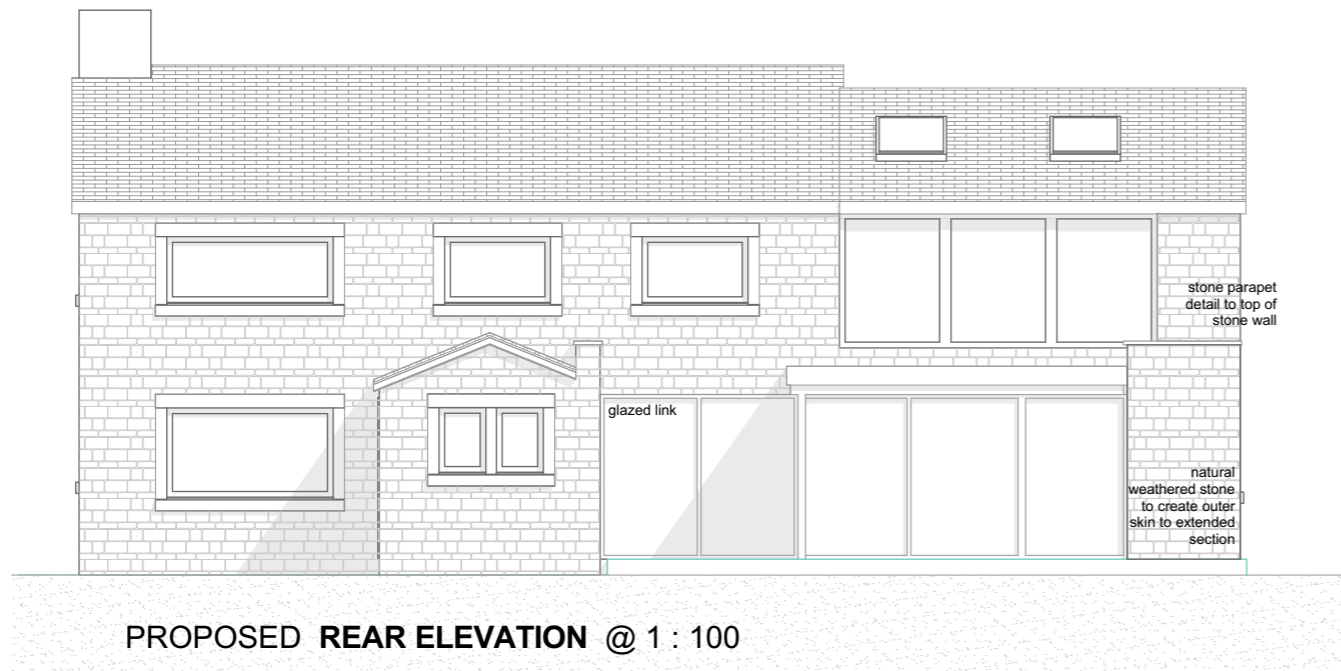 stone parapet
detail to top of
stone wall
glazed link
natural
weathered stone
to create outer
skin to extended
section
PROPOSED REAR ELEVATION @ 1 : 100